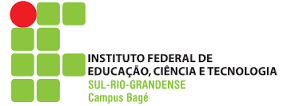 INSTITUTO FEDERAL DE
EDUCAÇÃO, CIÊNCIA E TECNOLOGIA
SUL-RIO-GRANDENSE
Campus Bagé